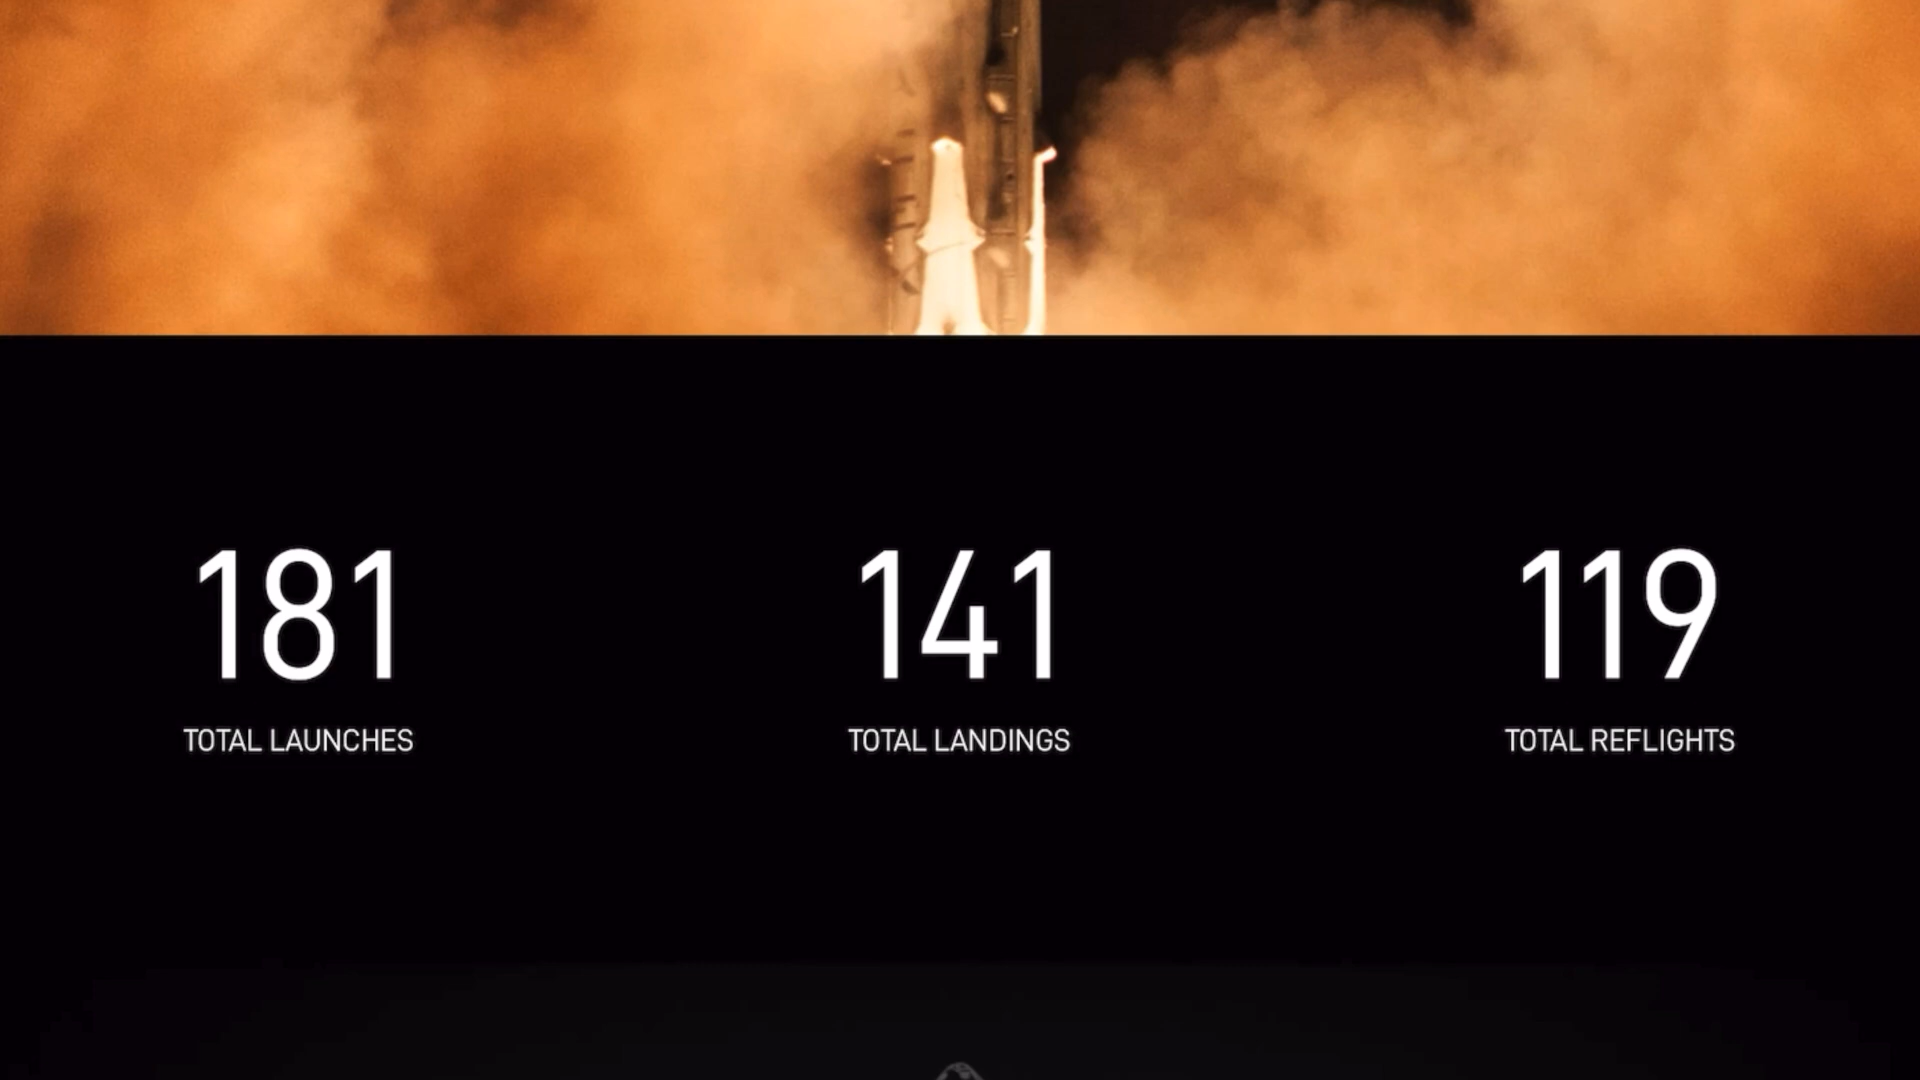 181 141 119
TOTAL LAUNCHES TOTAL LANDINGS TOTAL REFLIGHTS